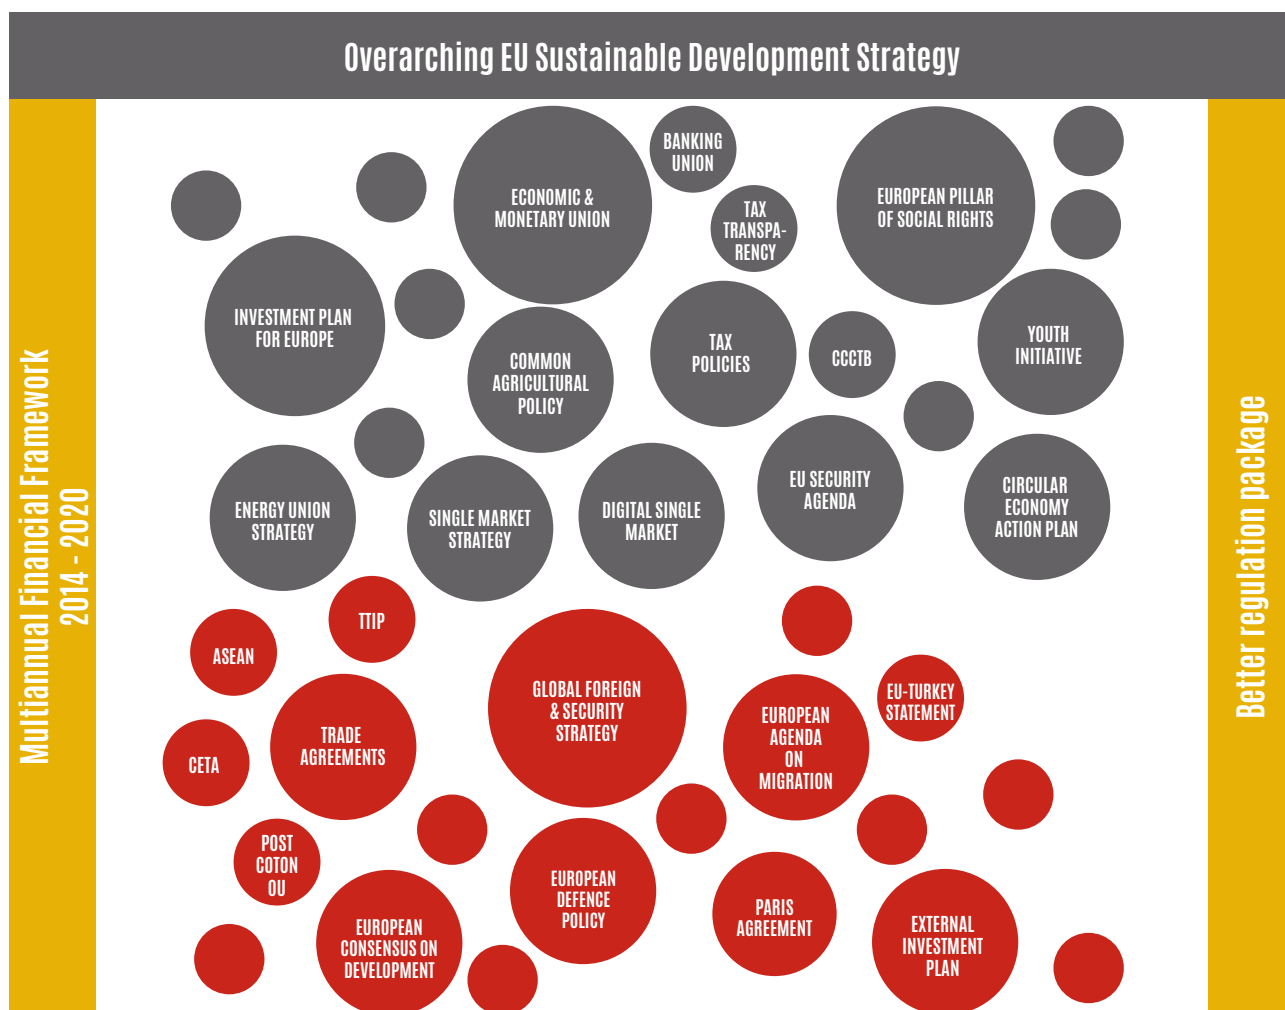 Overarching EU Sustainable Development Strategy
Multiannual Financial Framework
2014 - 2020
BANKING
UNION
ECONOMIC &
MONETARY UNION
EUROPEAN PILLAR
OF SOCIAL RIGHTS
TAX
TRANSPA-
RENCY
INVESTMENT PLAN
FOR EUROPE
COMMON
AGRICULTURAL
POLICY
TAX
POLICIES
CCCTB
YOUTH
INITIATIVE
ENERGY UNION
STRATEGY
SINGLE MARKET
STRATEGY
DIGITAL SINGLE
MARKET
EU SECURITY
AGENDA
CIRCULAR
ECONOMY
ACTION PLAN
TTIP
ASEAN
TRADE
AGREEMENTS
CETA
GLOBAL FOREIGN
& SECURITY
STRATEGY
EUROPEAN
AGENDA
ON
MIGRATION
EU-TURKEY
STATEMENT
POST
COTON
OU
EUROPEAN
CONSENSUS ON
DEVELOPMENT
EUROPEAN
DEFENCE
POLICY
PARIS
AGREEMENT
EXTERNAL
INVESTMENT
PLAN
Better regulation package